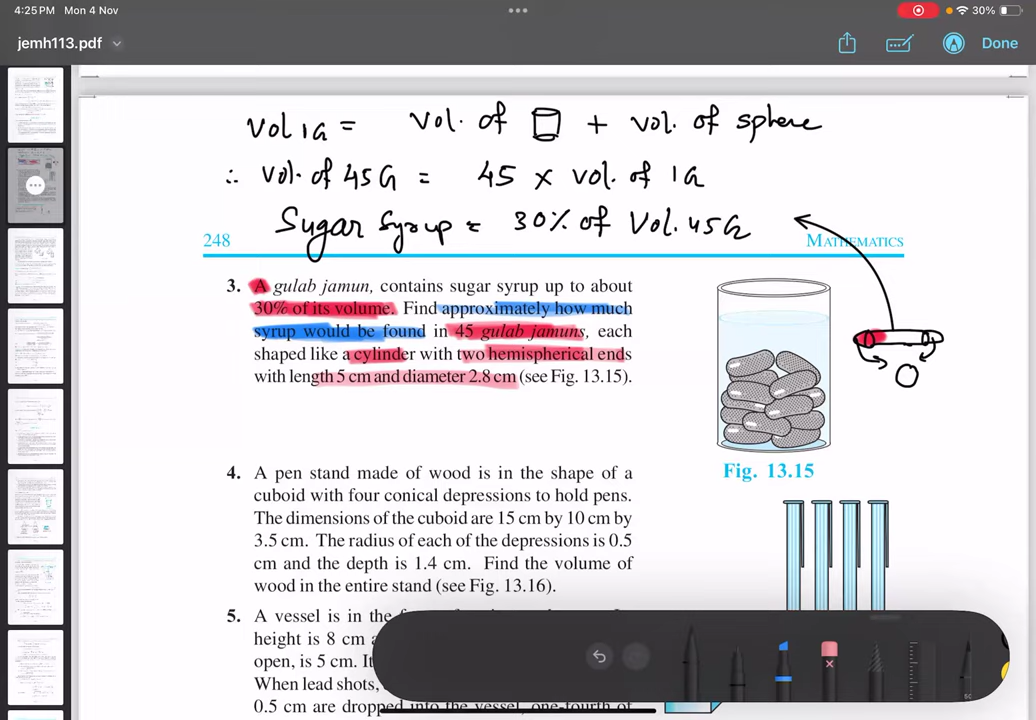 4:25 PM Mon 4 Nov
30%
jemh113.pdf
Done
Vol 1G = Vol. of + vol. of sphere
∴ Vol. of 45G = 45 × vol. of 1G
Sugar Syrup = 30% of Vol. 45G
248
MATHEMATICS
3. A gulab jamun, contains sugar syrup up to about
30% of its volume. Find approximately how much
syrup would be found in 45 gulab jamuns, each
shaped like a cylinder with two hemispherical ends
with length 5 cm and diameter 2.8 cm (see Fig. 13.15).
Fig. 13.15
4. A pen stand made of wood is in the shape of a
cuboid with four conical depressions to hold pens.
The dimensions of the cuboid are 15 cm by 10 cm by
3.5 cm. The radius of each of the depressions is 0.5
cm and the depth is 1.4 cm. Find the volume of
wood in the entire stand (see Fig. 13.16).
5. A vessel is in the
height is 8 cm
open, is 5 cm.
When lead shots,
0.5 cm are dropped into the vessel, one-fourth of